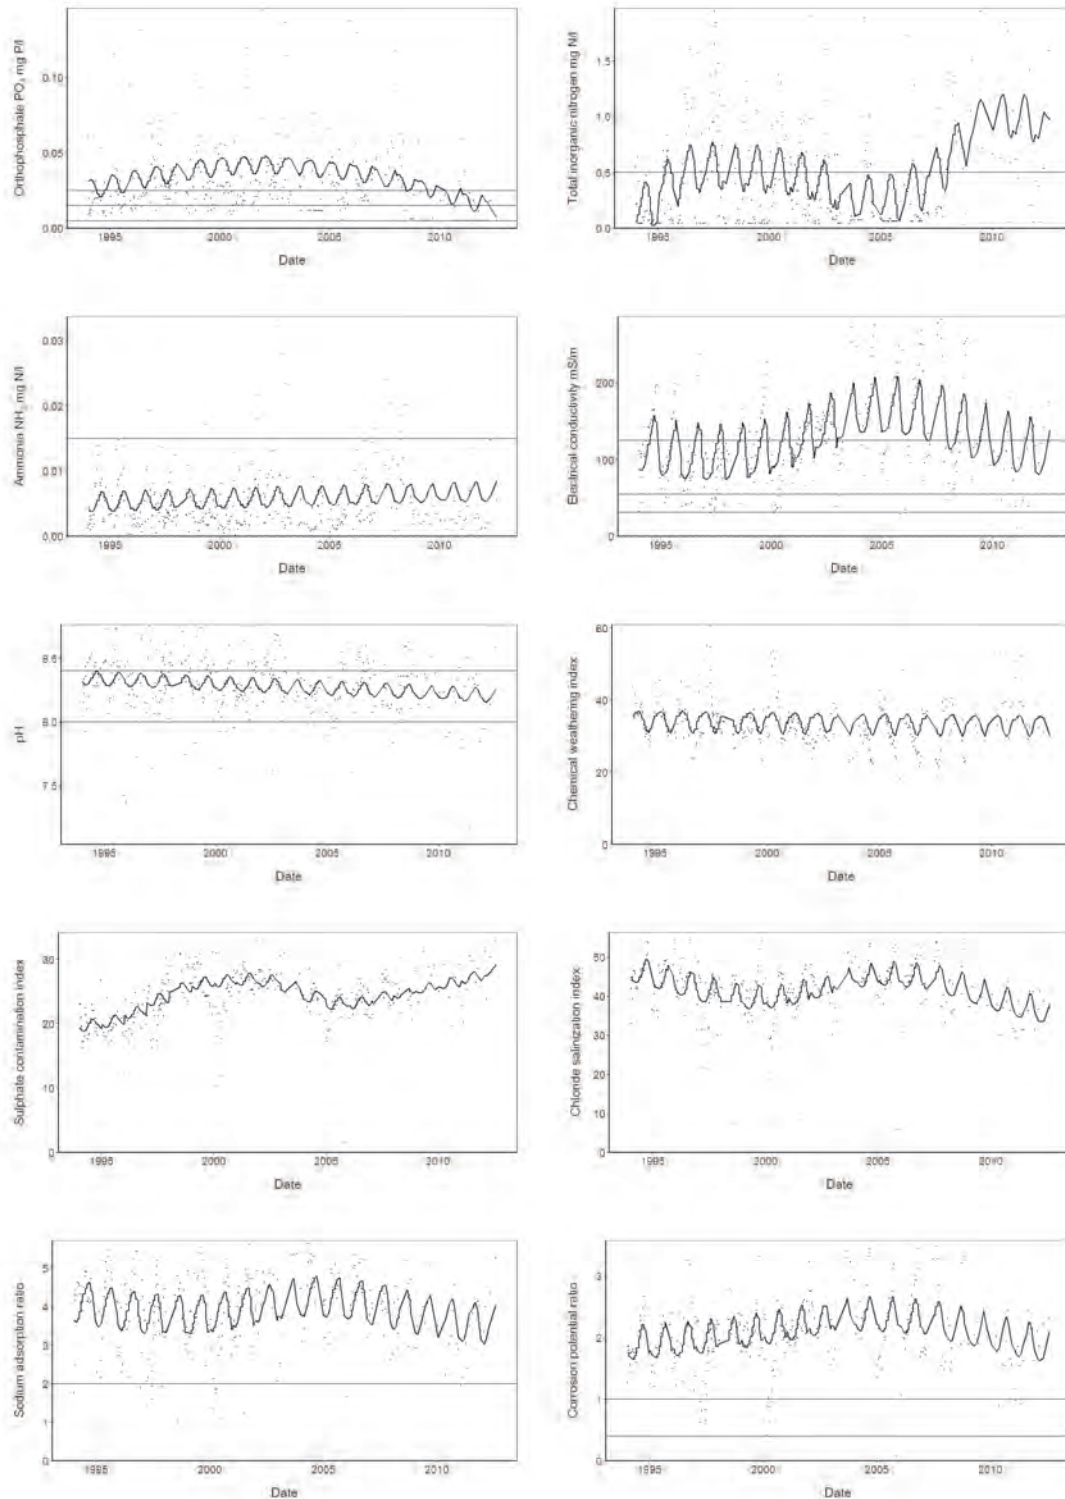 Orthophosphate PO₄ mg P/l
0.10
0.05
0.00
1995 2000 2005 2010
Date
Total inorganic nitrogen mg N/l
1.5
1.0
0.5
0.0
1995 2000 2005 2010
Date
Ammonia NH₃ mg N/l
0.03
0.02
0.01
0.00
1995 2000 2005 2010
Date
Electrical conductivity mS/m
200
100
0
1995 2000 2005 2010
Date
pH
8.5
8.0
7.5
1995 2000 2005 2010
Date
Chemical weathering index
60
40
20
0
1995 2000 2005 2010
Date
Sulphate contamination index
30
20
10
0
1995 2000 2005 2010
Date
Chloride salinization index
50
40
30
20
10
0
1995 2000 2005 2010
Date
Sodium adsorption ratio
5
4
3
2
1
0
1995 2000 2005 2010
Date
Corrosion potential ratio
3
2
1
0
1995 2000 2005 2010
Date